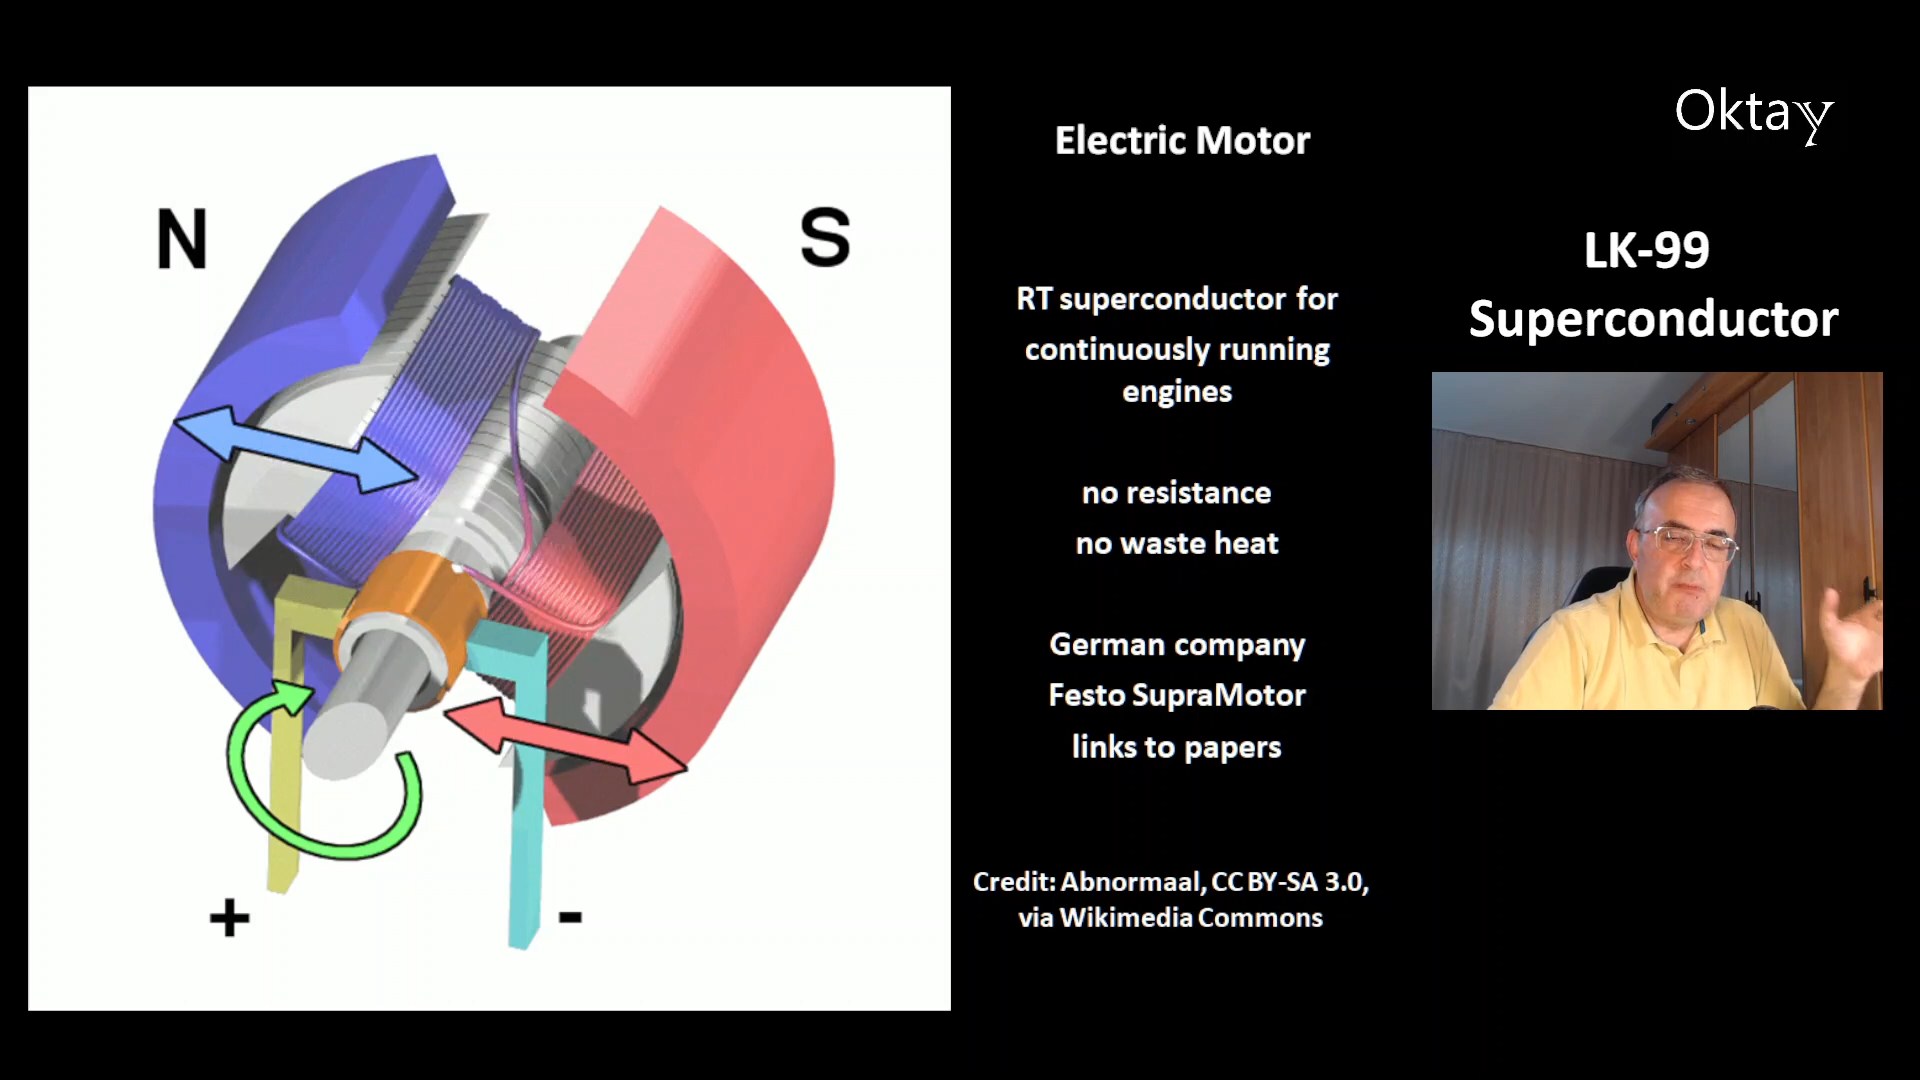 N
S
+
-
Electric Motor
RT superconductor for
continuously running
engines
no resistance
no waste heat
German company
Festo SupraMotor
links to papers
Credit: Abnormaal, CC BY-SA 3.0,
via Wikimedia Commons
Oktay
LK-99
Superconductor